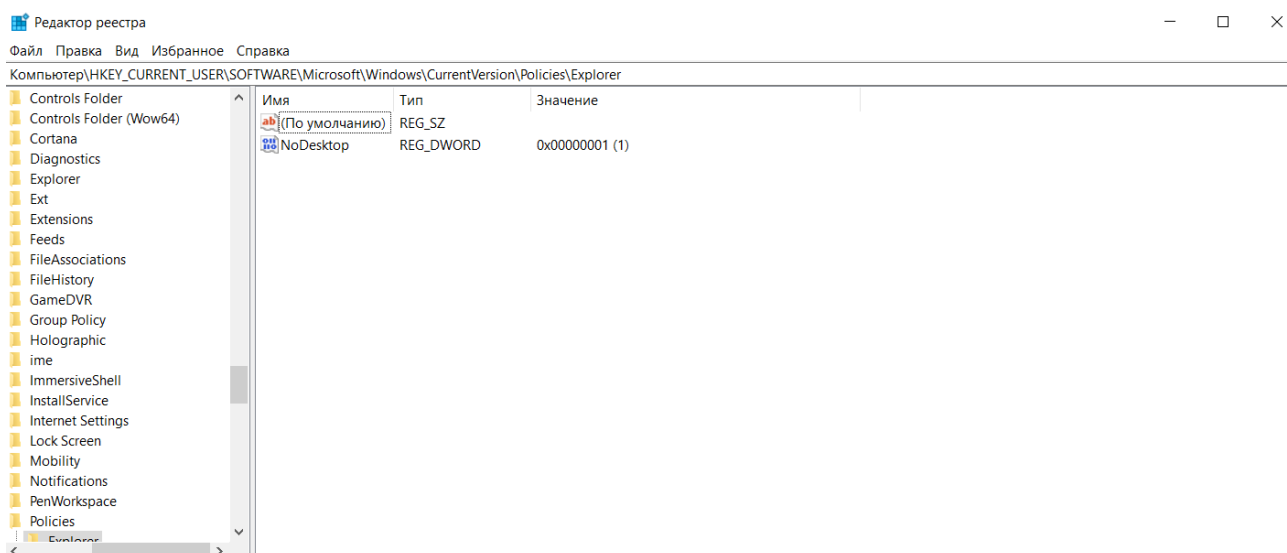 Редактор реестра
Файл Правка Вид Избранное Справка
Компьютер\HKEY_CURRENT_USER\SOFTWARE\Microsoft\Windows\CurrentVersion\Policies\Explorer
Controls Folder
Controls Folder (Wow64)
Cortana
Diagnostics
Explorer
Ext
Extensions
Feeds
FileAssociations
FileHistory
GameDVR
Group Policy
Holographic
ime
ImmersiveShell
InstallService
Internet Settings
Lock Screen
Mobility
Notifications
PenWorkspace
Policies
Explorer
Имя Тип Значение
(По умолчанию) REG_SZ
NoDesktop REG_DWORD 0x00000001 (1)